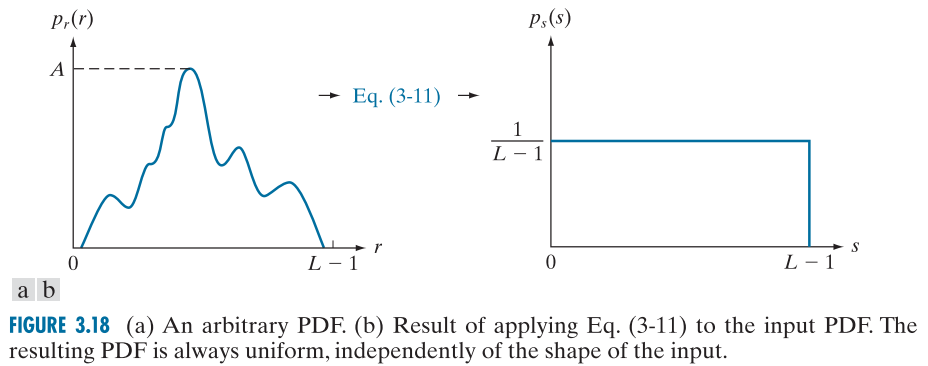 pᵣ(r)
A
0
L – 1
r
Eq. (3-11)
pₛ(s)
1
L – 1
0
L – 1
s
a b
FIGURE 3.18 (a) An arbitrary PDF. (b) Result of applying Eq. (3-11) to the input PDF. The
resulting PDF is always uniform, independently of the shape of the input.